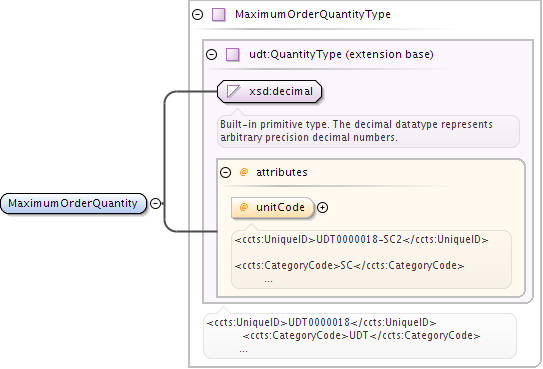 MaximumOrderQuantityType
udt:QuantityType (extension base)
xsd:decimal
Built-in primitive type. The decimal datatype represents
arbitrary precision decimal numbers.
@ attributes
MaximumOrderQuantity
@ unitCode
<ccts:UniqueID>UDT0000018-SC2</ccts:UniqueID>
<ccts:CategoryCode>SC</ccts:CategoryCode>
...
<ccts:UniqueID>UDT0000018</ccts:UniqueID>
<ccts:CategoryCode>UDT</ccts:CategoryCode>
...